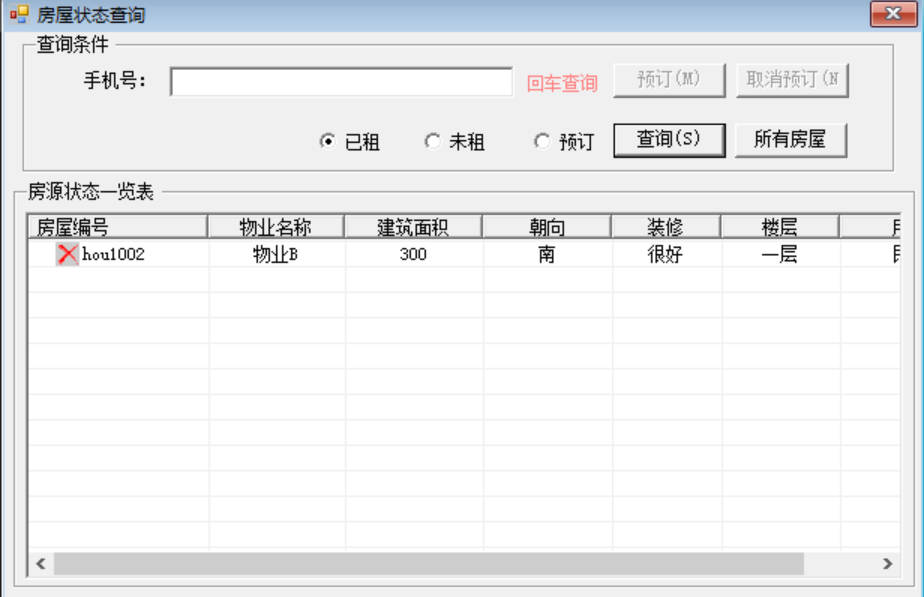 房屋状态查询
查询条件
手机号： 回车查询 预订(M) 取消预订(N
已租 未租 预订 查询(S) 所有房屋
房源状态一览表
房屋编号 物业名称 建筑面积 朝向 装修 楼层
hou1002 物业B 300 南 很好 一层